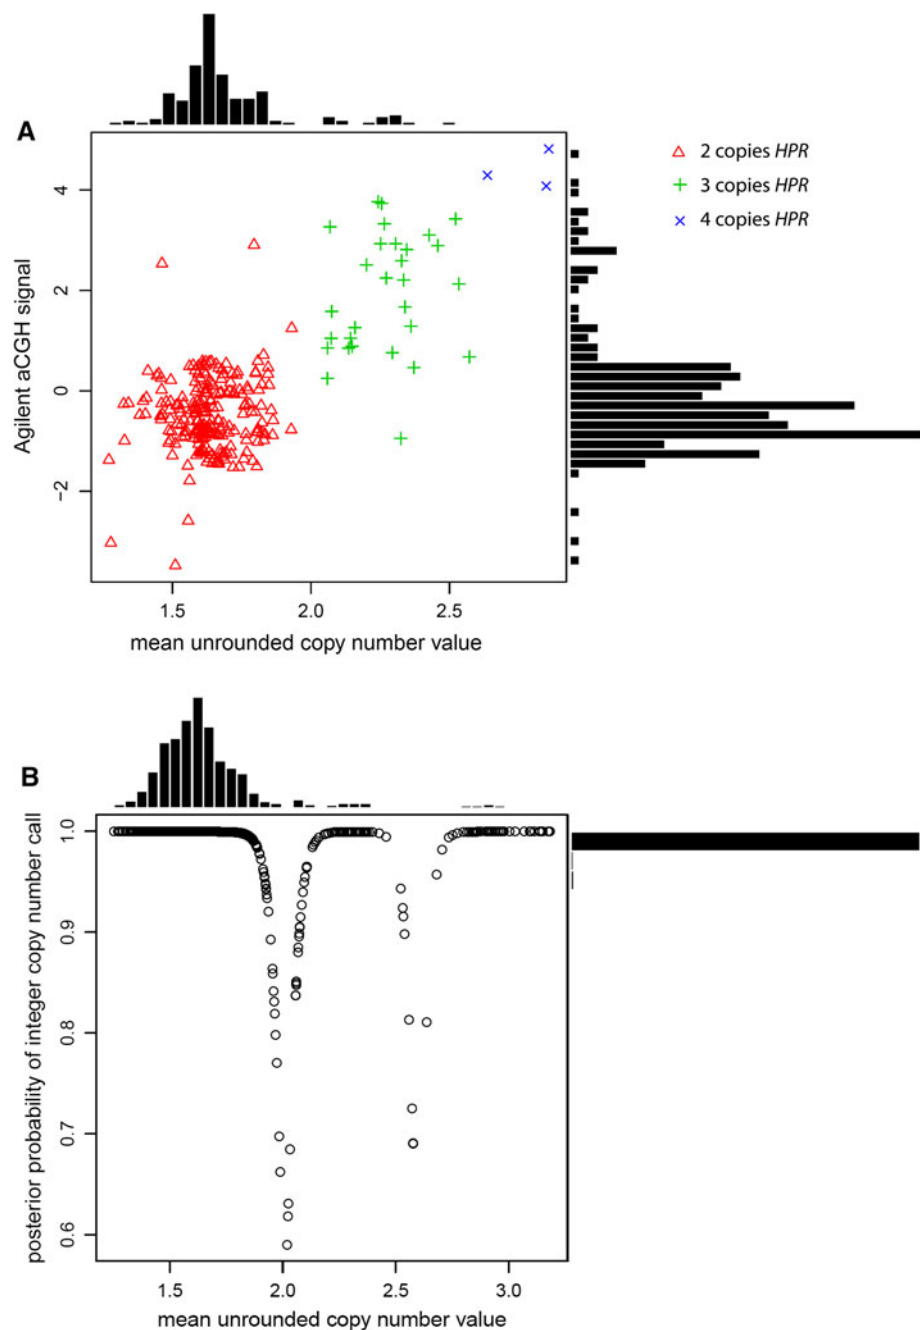 A
2 copies HPR
3 copies HPR
4 copies HPR
Agilent aCGH signal
4
2
0
−2
1.5 2.0 2.5
mean unrounded copy number value
B
posterior probability of integer copy number call
1.0
0.9
0.8
0.7
0.6
1.5 2.0 2.5 3.0
mean unrounded copy number value